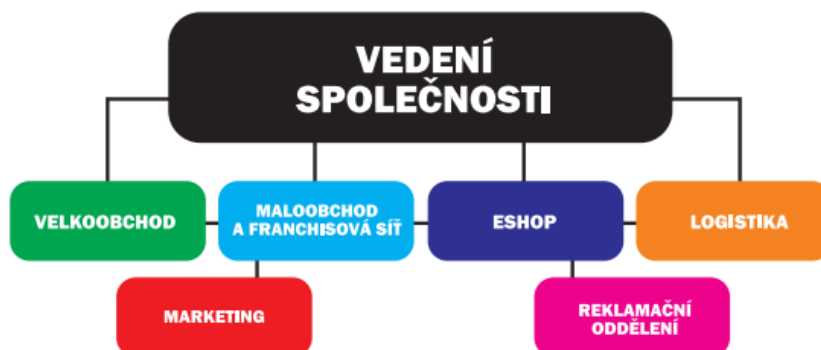 VEDENÍ
SPOLEČNOSTI
VELKOOBCHOD
MALOOBCHOD
A FRANCHISOVÁ SÍŤ
ESHOP
LOGISTIKA
MARKETING
REKLAMAČNÍ
ODDĚLENÍ